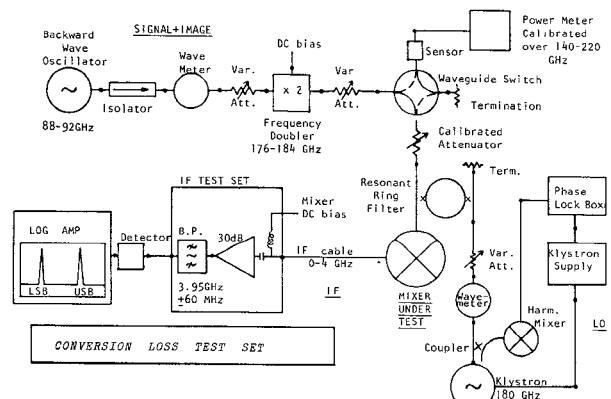 SIGNAL+IMAGE
Backward
Wave
Oscillator
~
88-92GHz
Isolator
Wave
Meter
Var.
Att.
DC bias
x 2
Frequency
Doubler
176-184 GHz
Var
Att.
Sensor
Power Meter
Calibrated
over 140-220
GHz
Waveguide Switch
Termination
Calibrated
Attenuator
Resonant
Ring
Filter
Term.
Phase
Lock Box
Klystron
Supply
LO
Var.
Att.
Wave-
meter
Harm.
Mixer
Coupler
~
Klystron
180 GHz
MIXER
UNDER
TEST
IF cable
0-4 GHz
IF
Mixer
DC bias
IF TEST SET
B.P.
30dB
3.95GHz
+60 MHz
Detector
LOG AMP
LSB
USB
CONVERSION LOSS TEST SET